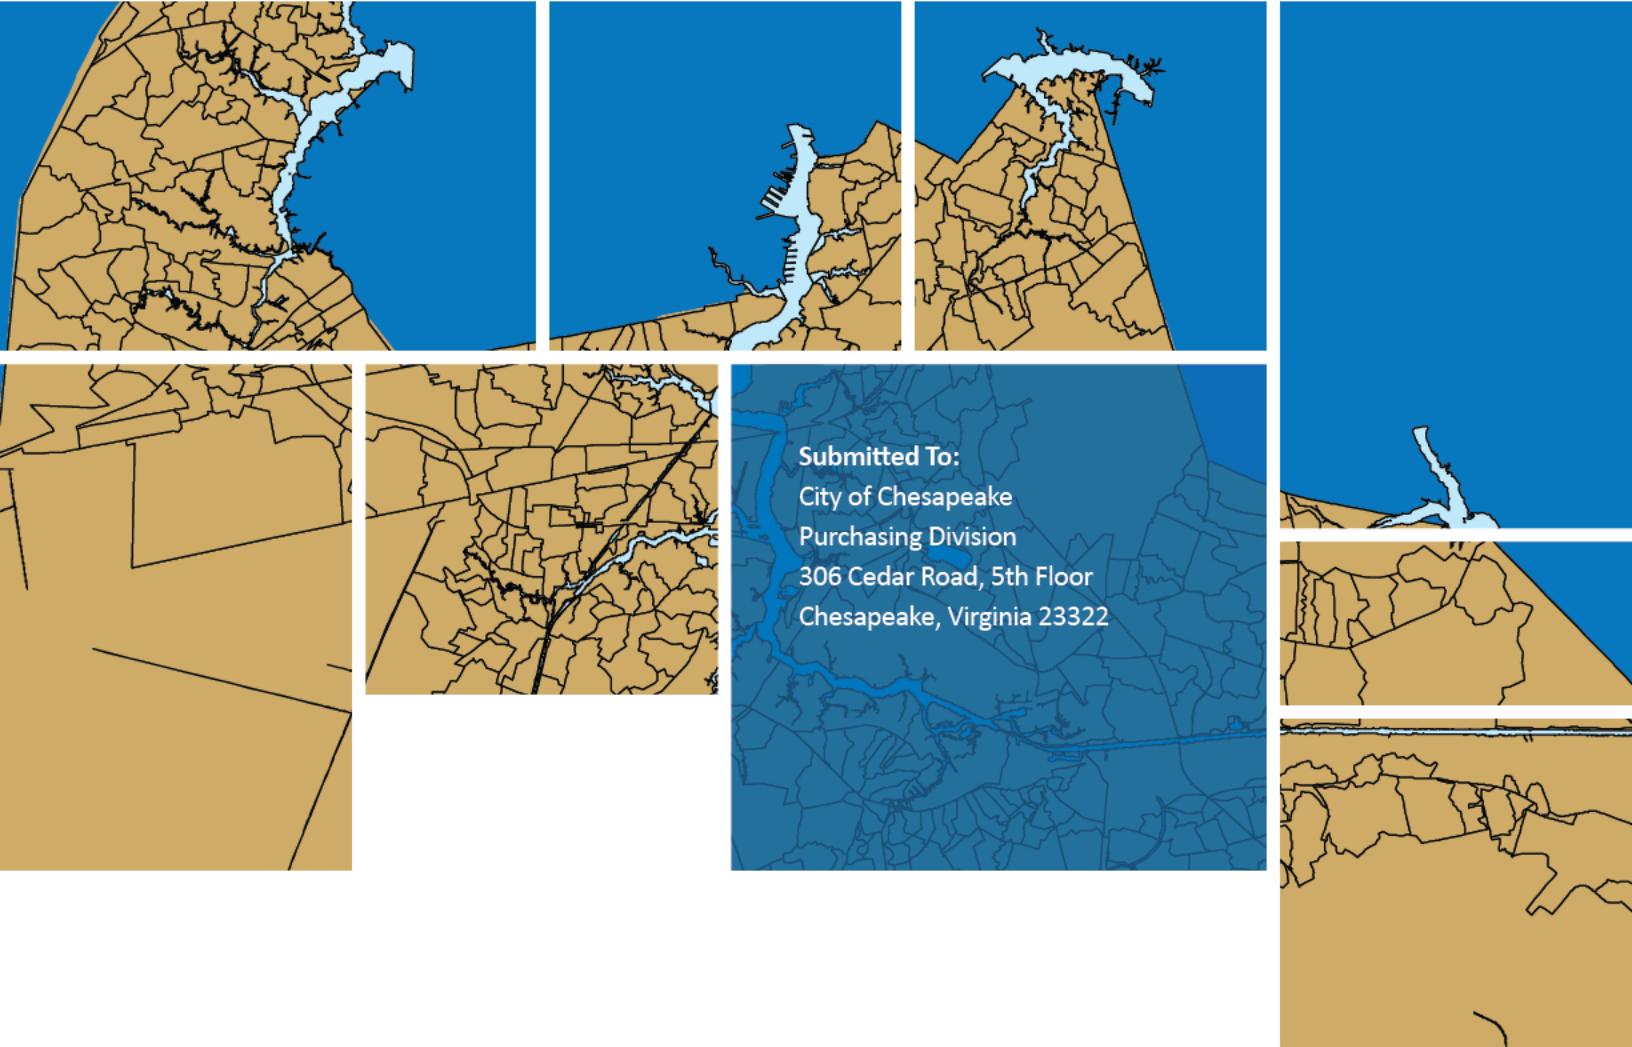 Submitted To:
City of Chesapeake
Purchasing Division
306 Cedar Road, 5th Floor
Chesapeake, Virginia 23322